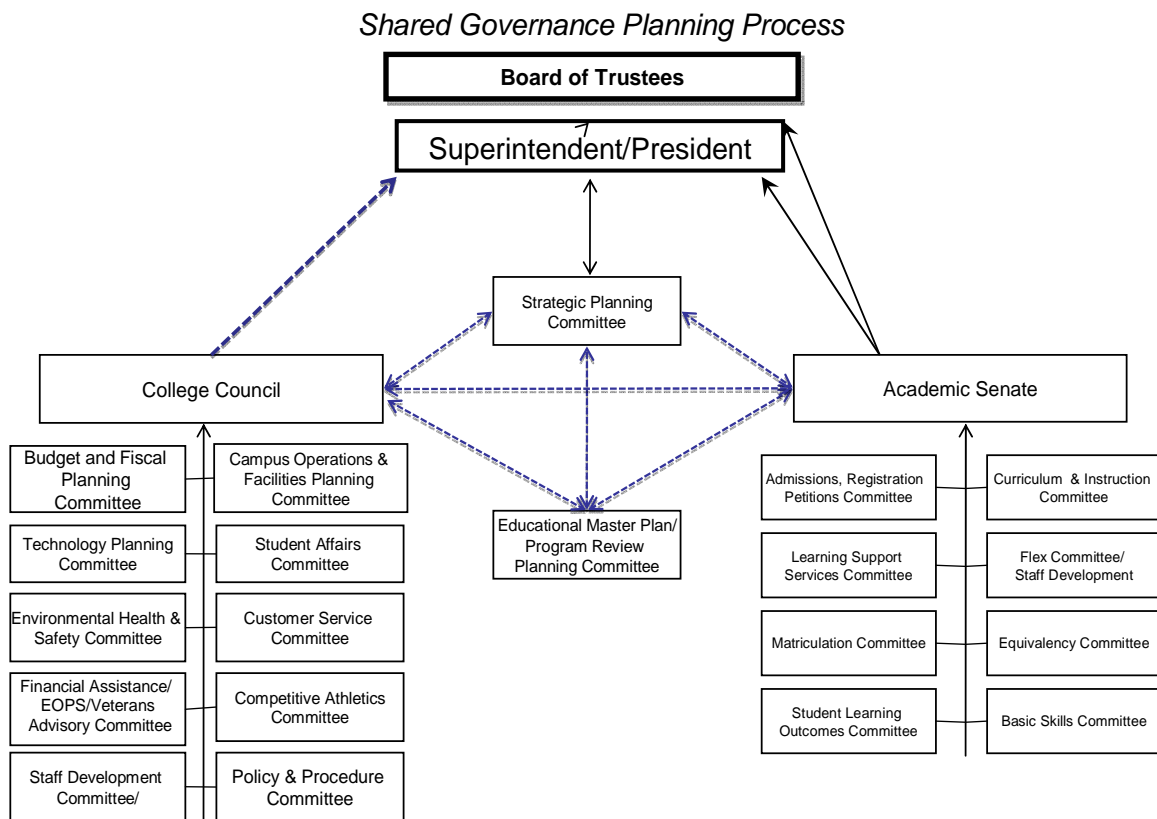 Shared Governance Planning Process
Board of Trustees
Superintendent/President
Strategic Planning
Committee
College Council
Academic Senate
Budget and Fiscal
Planning
Committee
Campus Operations &
Facilities Planning
Committee
Technology Planning
Committee
Student Affairs
Committee
Environmental Health &
Safety Committee
Customer Service
Committee
Financial Assistance/
EOPS/Veterans
Advisory Committee
Competitive Athletics
Committee
Staff Development
Committee/
Policy & Procedure
Committee
Educational Master Plan/
Program Review
Planning Committee
Admissions, Registration
Petitions Committee
Curriculum & Instruction
Committee
Learning Support
Services Committee
Flex Committee/
Staff Development
Matriculation Committee
Equivalency Committee
Student Learning
Outcomes Committee
Basic Skills Committee